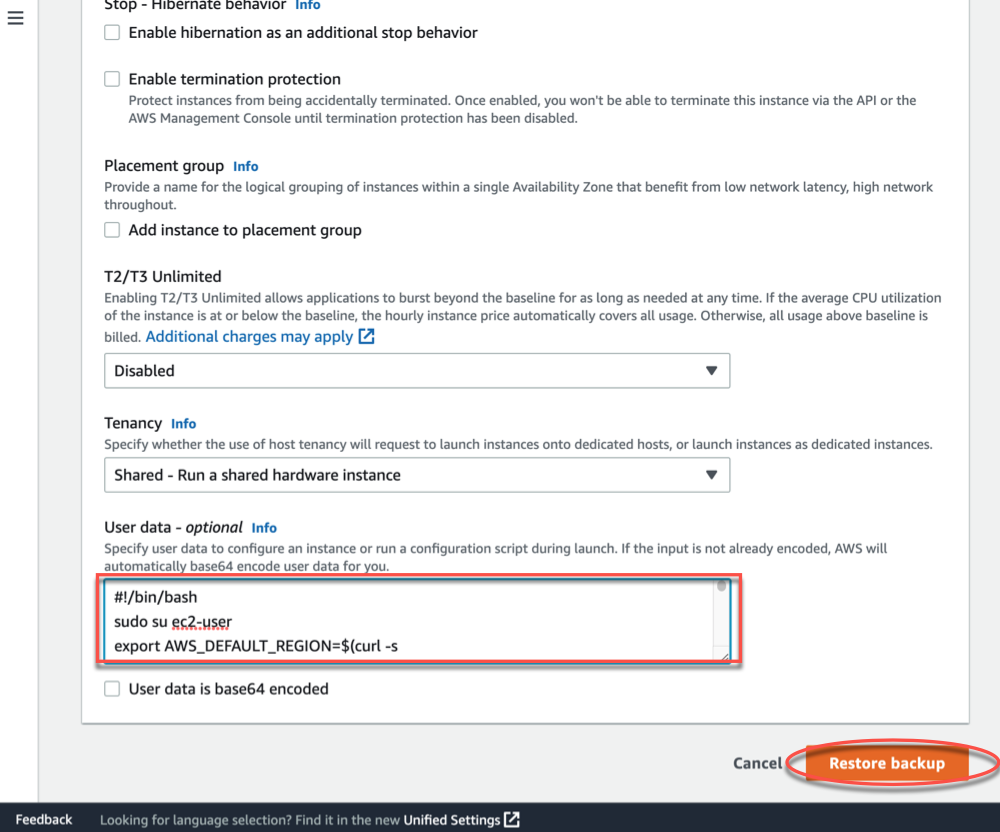 Stop - Hibernate behavior Info
Enable hibernation as an additional stop behavior
Enable termination protection
Protect instances from being accidentally terminated. Once enabled, you won't be able to terminate this instance via the API or the
AWS Management Console until termination protection has been disabled.
Placement group Info
Provide a name for the logical grouping of instances within a single Availability Zone that benefit from low network latency, high network
throughout.
Add instance to placement group
T2/T3 Unlimited
Enabling T2/T3 Unlimited allows applications to burst beyond the baseline for as long as needed at any time. If the average CPU utilization
of the instance is at or below the baseline, the hourly instance price automatically covers all usage. Otherwise, all usage above baseline is
billed. Additional charges may apply
Disabled
Tenancy Info
Specify whether the use of host tenancy will request to launch instances onto dedicated hosts, or launch instances as dedicated instances.
Shared - Run a shared hardware instance
User data - optional Info
Specify user data to configure an instance or run a configuration script during launch. If the input is not already encoded, AWS will
automatically base64 encode user data for you.
#!/bin/bash
sudo su ec2-user
export AWS_DEFAULT_REGION=$(curl -s
User data is base64 encoded
Cancel Restore backup
Feedback Looking for language selection? Find it in the new Unified Settings